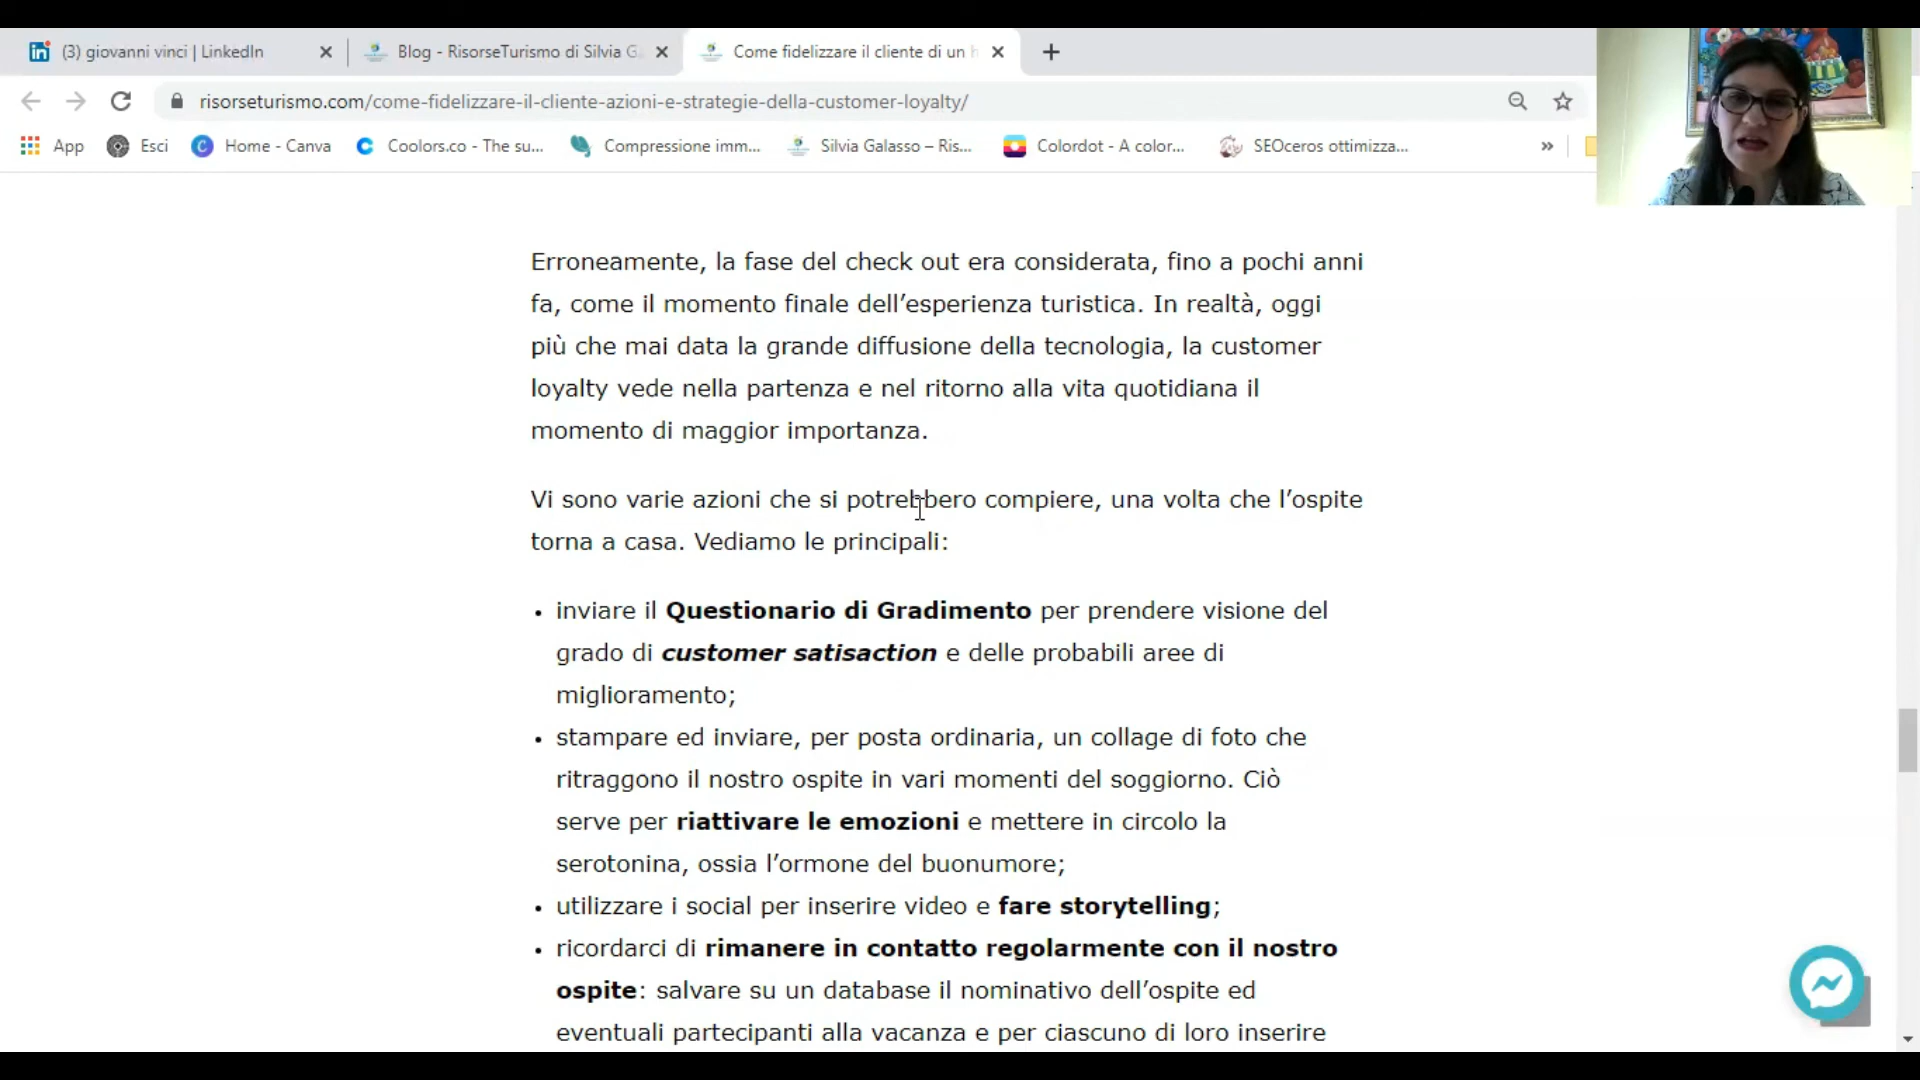 (3) giovanni vinci | LinkedIn
Blog - RisorseTurismo di Silvia G
Come fidelizzare il cliente di un h
risorseturismo.com/come-fidelizzare-il-cliente-azioni-e-strategie-della-customer-loyalty/
App
Esci
Home - Canva
Coolors.co - The su...
Compressione imm...
Silvia Galasso – Ris...
Colordot - A color...
SEOceros ottimizza...
Erroneamente, la fase del check out era considerata, fino a pochi anni
fa, come il momento finale dell’esperienza turistica. In realtà, oggi
più che mai data la grande diffusione della tecnologia, la customer
loyalty vede nella partenza e nel ritorno alla vita quotidiana il
momento di maggior importanza.
Vi sono varie azioni che si potrebbero compiere, una volta che l’ospite
torna a casa. Vediamo le principali:
• inviare il Questionario di Gradimento per prendere visione del
grado di customer satisaction e delle probabili aree di
miglioramento;
• stampare ed inviare, per posta ordinaria, un collage di foto che
ritraggono il nostro ospite in vari momenti del soggiorno. Ciò
serve per riattivare le emozioni e mettere in circolo la
serotonina, ossia l’ormone del buonumore;
• utilizzare i social per inserire video e fare storytelling;
• ricordarci di rimanere in contatto regolarmente con il nostro
ospite: salvare su un database il nominativo dell’ospite ed
eventuali partecipanti alla vacanza e per ciascuno di loro inserire